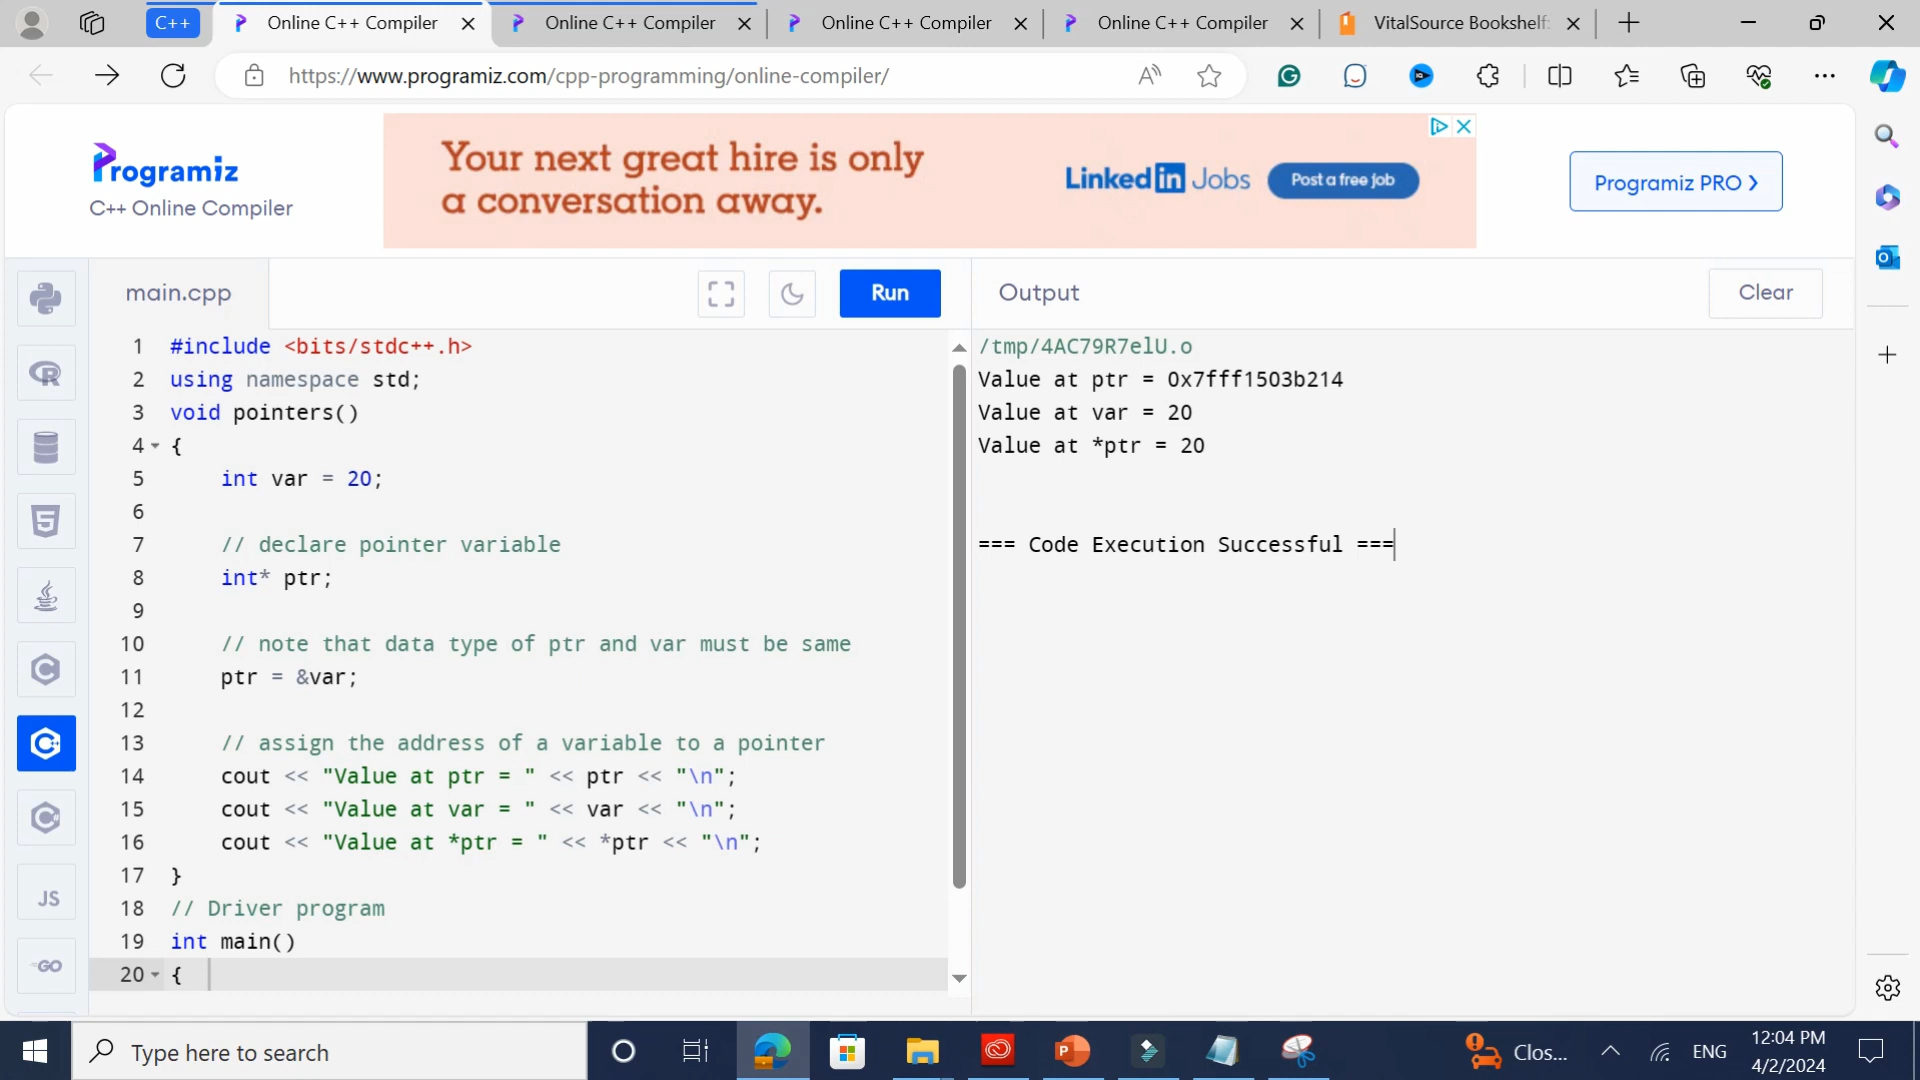 C++
Online C++ Compiler
Online C++ Compiler
Online C++ Compiler
Online C++ Compiler
VitalSource Bookshelf:
https://www.programiz.com/cpp-programming/online-compiler/
Programiz
C++ Online Compiler
Your next great hire is only
a conversation away.
LinkedIn Jobs
Post a free job
Programiz PRO ❯
main.cpp
Run
Output
Clear
1 #include <bits/stdc++.h>
2 using namespace std;
3 void pointers()
4 {
5 int var = 20;
6
7 // declare pointer variable
8 int* ptr;
9
10 // note that data type of ptr and var must be same
11 ptr = &var;
12
13 // assign the address of a variable to a pointer
14 cout << "Value at ptr = " << ptr << "\n";
15 cout << "Value at var = " << var << "\n";
16 cout << "Value at *ptr = " << *ptr << "\n";
17 }
18 // Driver program
19 int main()
20 {
/tmp/4AC79R7elU.o
Value at ptr = 0x7fff1503b214
Value at var = 20
Value at *ptr = 20
=== Code Execution Successful ===
JS
GO
Type here to search
Clos...
ENG
12:04 PM
4/2/2024